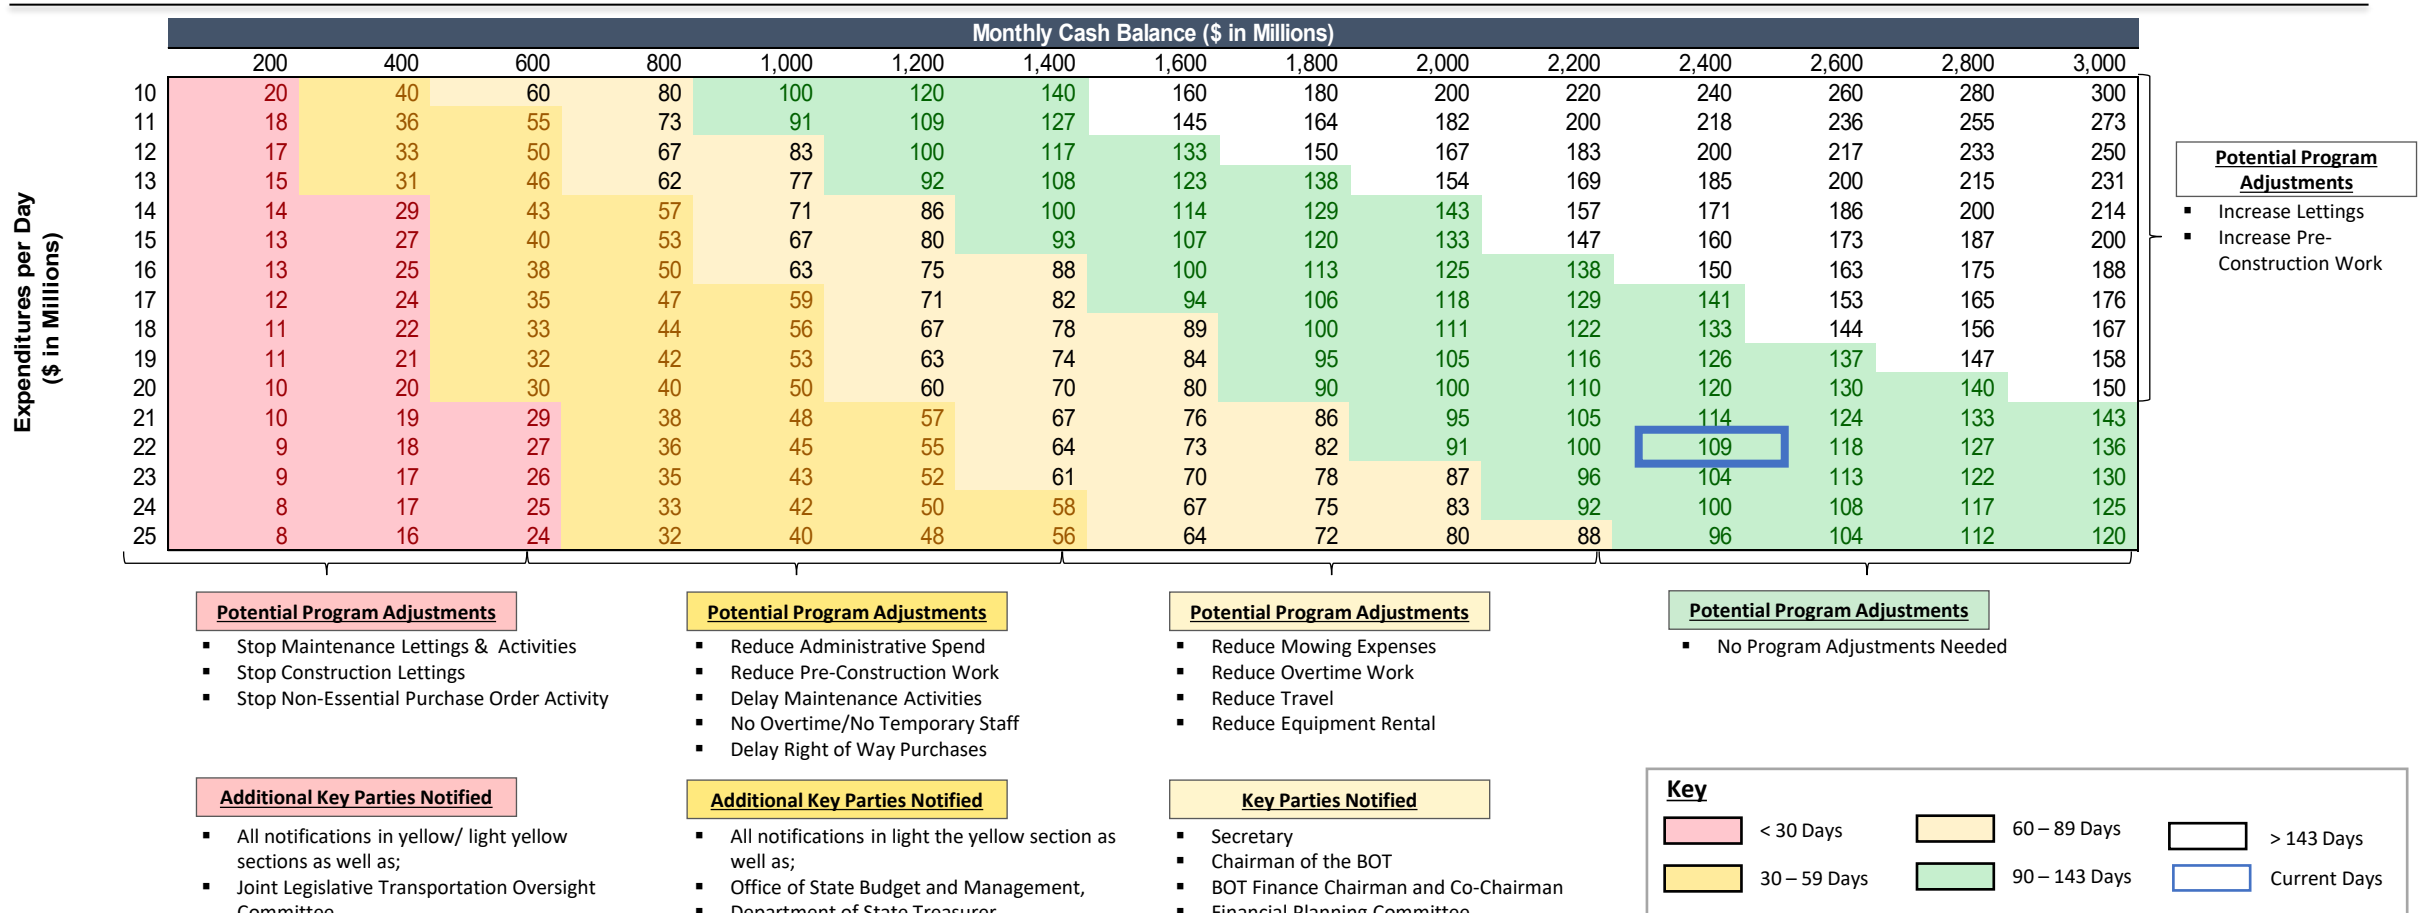 Monthly Cash Balance ($ in Millions)
200 400 600 800 1,000 1,200 1,400 1,600 1,800 2,000 2,200 2,400 2,600 2,800 3,000
Expenditures per Day
($ in Millions)
10 20 40 60 80 100 120 140 160 180 200 220 240 260 280 300
11 18 36 55 73 91 109 127 145 164 182 200 218 236 255 273
12 17 33 50 67 83 100 117 133 150 167 183 200 217 233 250
13 15 31 46 62 77 92 108 123 138 154 169 185 200 215 231
14 14 29 43 57 71 86 100 114 129 143 157 171 186 200 214
15 13 27 40 53 67 80 93 107 120 133 147 160 173 187 200
16 13 25 38 50 63 75 88 100 113 125 138 150 163 175 188
17 12 24 35 47 59 71 82 94 106 118 129 141 153 165 176
18 11 22 33 44 56 67 78 89 100 111 122 133 144 156 167
19 11 21 32 42 53 63 74 84 95 105 116 126 137 147 158
20 10 20 30 40 50 60 70 80 90 100 110 120 130 140 150
21 10 19 29 38 48 57 67 76 86 95 105 114 124 133 143
22 9 18 27 36 45 55 64 73 82 91 100 109 118 127 136
23 9 17 26 35 43 52 61 70 78 87 96 104 113 122 130
24 8 17 25 33 42 50 58 67 75 83 92 100 108 117 125
25 8 16 24 32 40 48 56 64 72 80 88 96 104 112 120
Potential Program
Adjustments
▪ Increase Lettings
▪ Increase Pre-
Construction Work
Potential Program Adjustments
▪ Stop Maintenance Lettings & Activities
▪ Stop Construction Lettings
▪ Stop Non-Essential Purchase Order Activity
Potential Program Adjustments
▪ Reduce Administrative Spend
▪ Reduce Pre-Construction Work
▪ Delay Maintenance Activities
▪ No Overtime/No Temporary Staff
▪ Delay Right of Way Purchases
Potential Program Adjustments
▪ Reduce Mowing Expenses
▪ Reduce Overtime Work
▪ Reduce Travel
▪ Reduce Equipment Rental
Potential Program Adjustments
▪ No Program Adjustments Needed
Additional Key Parties Notified
▪ All notifications in yellow/ light yellow
sections as well as;
▪ Joint Legislative Transportation Oversight
Committee
Additional Key Parties Notified
▪ All notifications in light the yellow section as
well as;
▪ Office of State Budget and Management,
▪ Department of State Treasurer
Key Parties Notified
▪ Secretary
▪ Chairman of the BOT
▪ BOT Finance Chairman and Co-Chairman
▪ Financial Planning Committee
Key
< 30 Days
60 – 89 Days
> 143 Days
30 – 59 Days
90 – 143 Days
Current Days